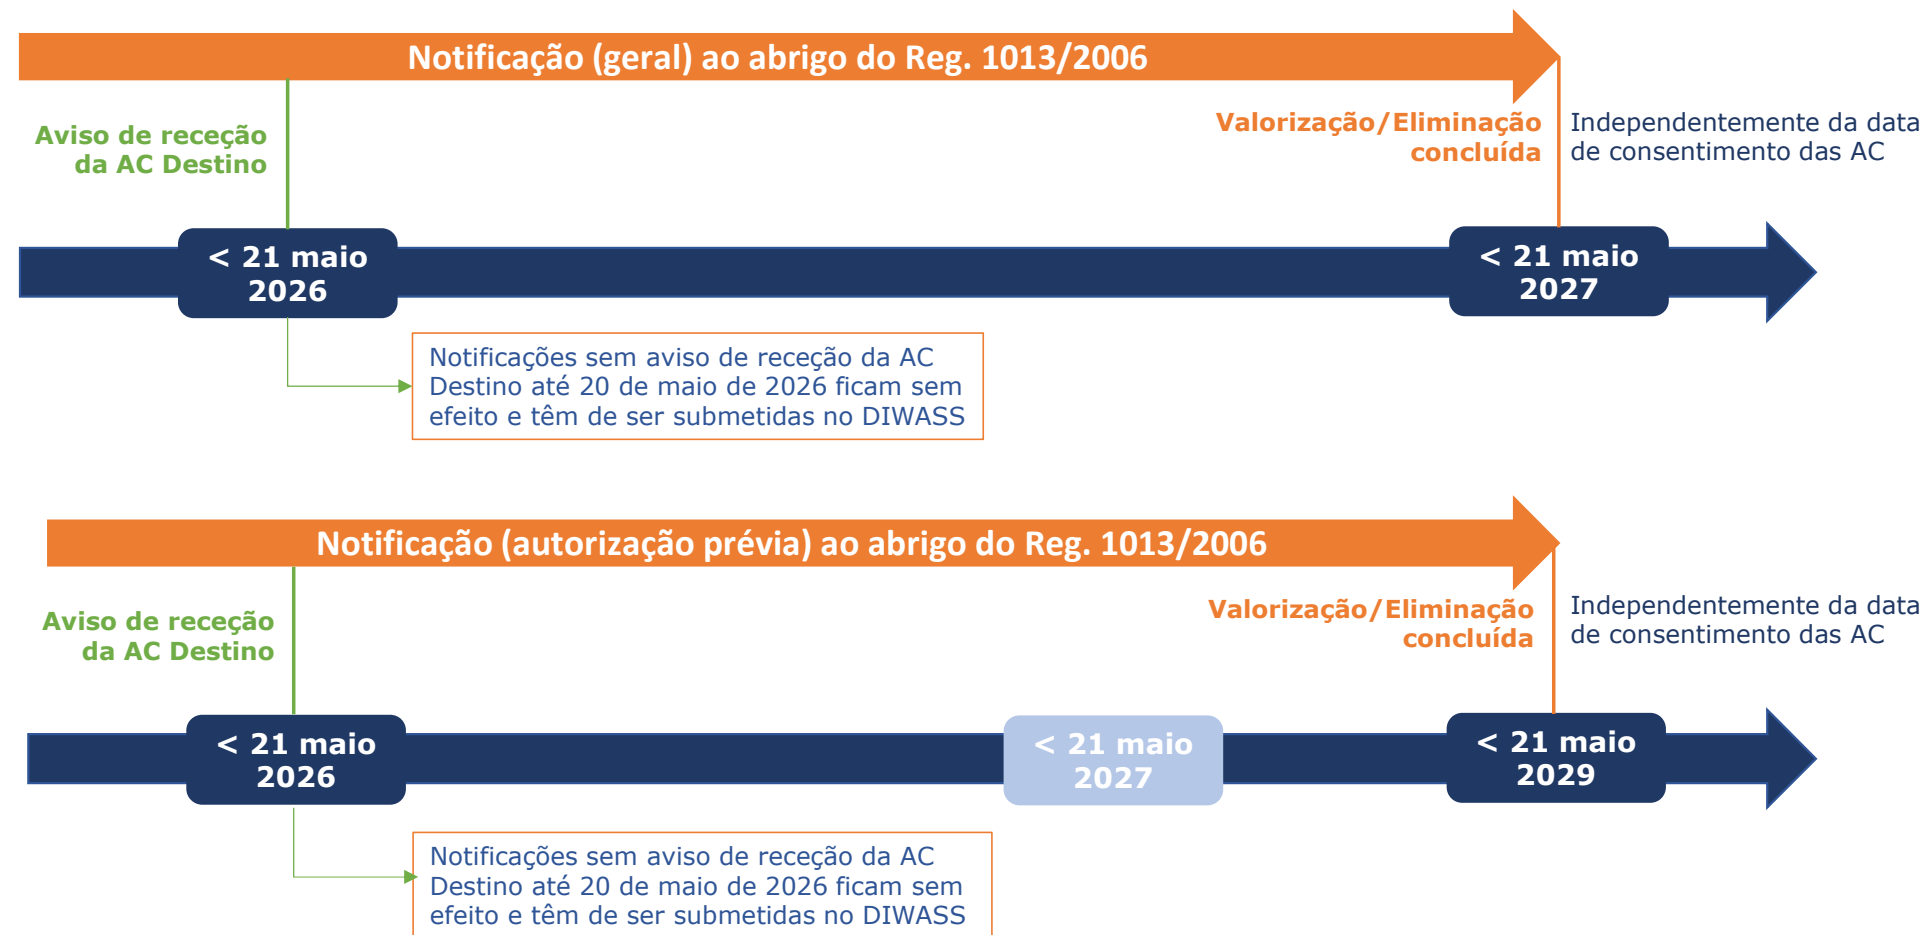 Notificação (geral) ao abrigo do Reg. 1013/2006
Aviso de receção
da AC Destino
Valorização/Eliminação
concluída
Independentemente da data
de consentimento das AC
< 21 maio
2026
< 21 maio
2027
Notificações sem aviso de receção da AC
Destino até 20 de maio de 2026 ficam sem
efeito e têm de ser submetidas no DIWASS
Notificação (autorização prévia) ao abrigo do Reg. 1013/2006
Aviso de receção
da AC Destino
Valorização/Eliminação
concluída
Independentemente da data
de consentimento das AC
< 21 maio
2026
< 21 maio
2027
< 21 maio
2029
Notificações sem aviso de receção da AC
Destino até 20 de maio de 2026 ficam sem
efeito e têm de ser submetidas no DIWASS